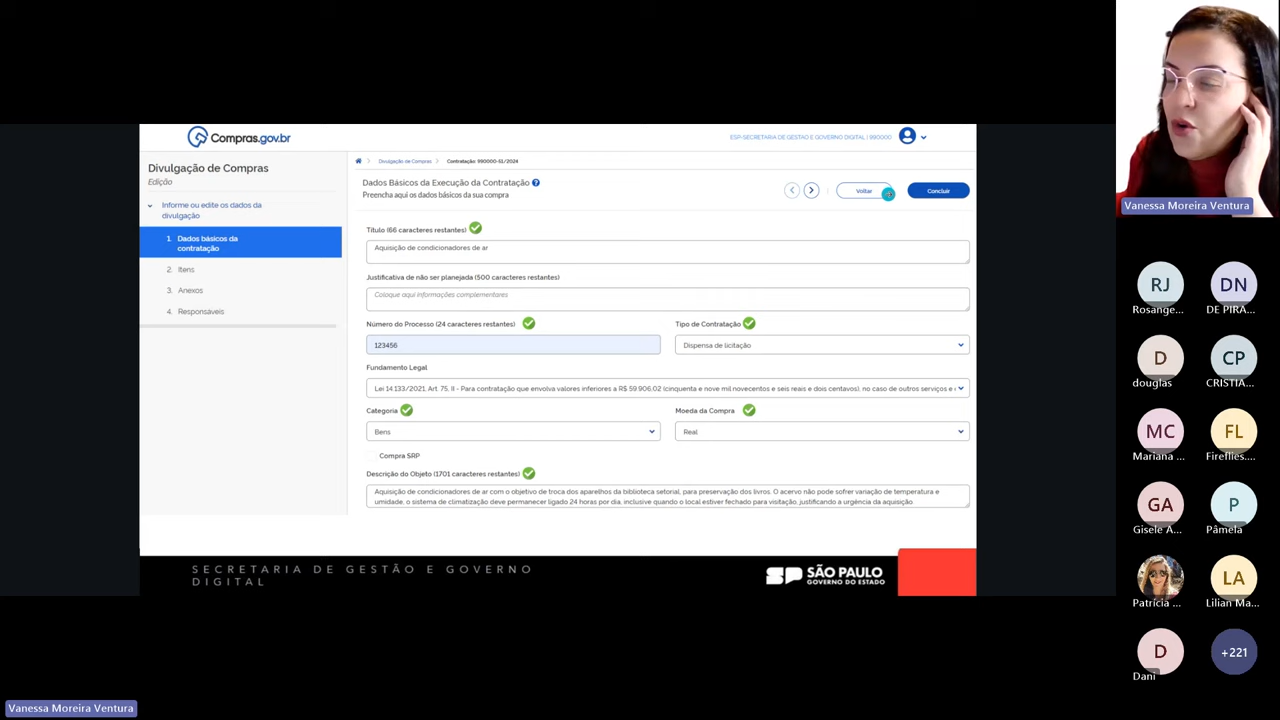 Compras.gov.br
ESP-SECRETARIA DE GESTAO E GOVERNO DIGITAL | 990000
Divulgação de Compras
Edição
Informe ou edite os dados da
divulgação
1. Dados básicos da
contratação
2. Itens
3. Anexos
4. Responsáveis
Divulgação de Compras
Contratação: 990000-61/2024
Dados Básicos da Execução da Contratação
Preencha aqui os dados básicos da sua compra
Voltar
Concluir
Título (66 caracteres restantes)
Aquisição de condicionadores de ar
Justificativa de não ser planejada (500 caracteres restantes)
Coloque aqui informações complementares
Número do Processo (24 caracteres restantes)
Tipo de Contratação
123456
Dispensa de licitação
Fundamento Legal
Lei 14.133/2021, Art. 75, II - Para contratação que envolva valores inferiores a R$ 59.906,02 (cinquenta e nove mil novecentos e seis reais e dois centavos), no caso de outros serviços e
Categoria
Moeda da Compra
Bens
Real
Compra SRP
Descrição do Objeto (1701 caracteres restantes)
Aquisição de condicionadores de ar com o objetivo de troca dos aparelhos da biblioteca setorial, para preservação dos livros. O acervo não pode sofrer variação de temperatura e
umidade, o sistema de climatização deve permanecer ligado 24 horas por dia, inclusive quando o local estiver fechado para visitação, justificando a urgência da aquisição
SECRETARIA DE GESTÃO E GOVERNO
DIGITAL
SP SÃO PAULO
GOVERNO DO ESTADO
Vanessa Moreira Ventura
RJ
DN
Rosange...
DE PIRA...
D
CP
douglas
CRISTIA...
MC
FL
Mariana ...
Fireflies....
GA
P
Gisele A...
Pâmela
LA
Patrícia ...
Lilian Ma...
D
+221
Dani
Vanessa Moreira Ventura